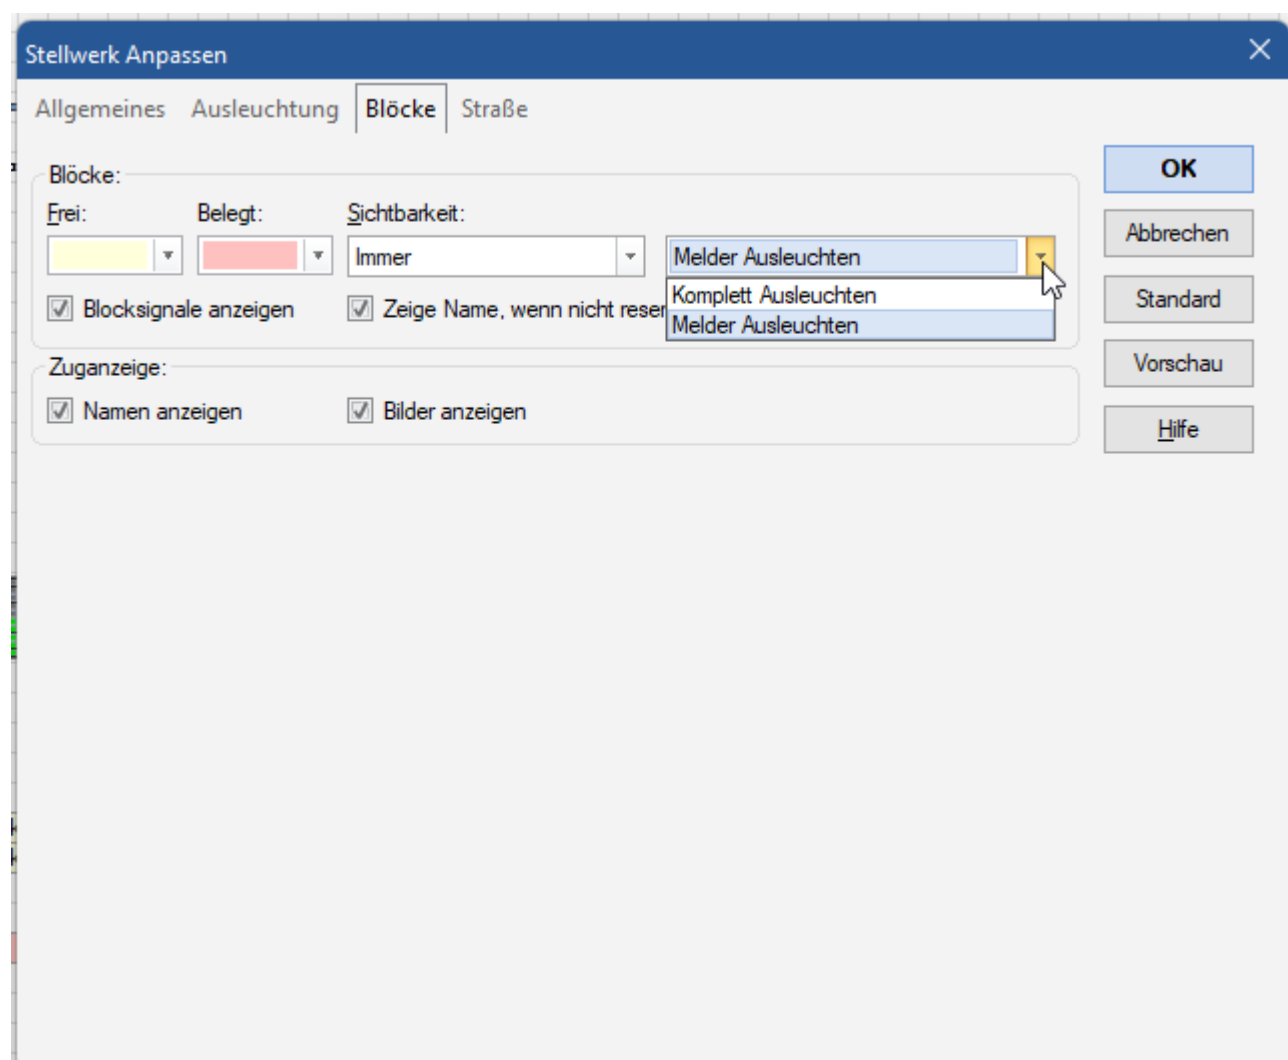 Stellwerk Anpassen
Allgemeines Ausleuchtung Blöcke Straße
Blöcke:
Frei: Belegt: Sichtbarkeit:
Immer Melder Ausleuchten
Komplett Ausleuchten
Melder Ausleuchten
Blocksignale anzeigen Zeige Name, wenn nicht reser
Zuganzeige:
Namen anzeigen Bilder anzeigen
OK
Abbrechen
Standard
Vorschau
Hilfe